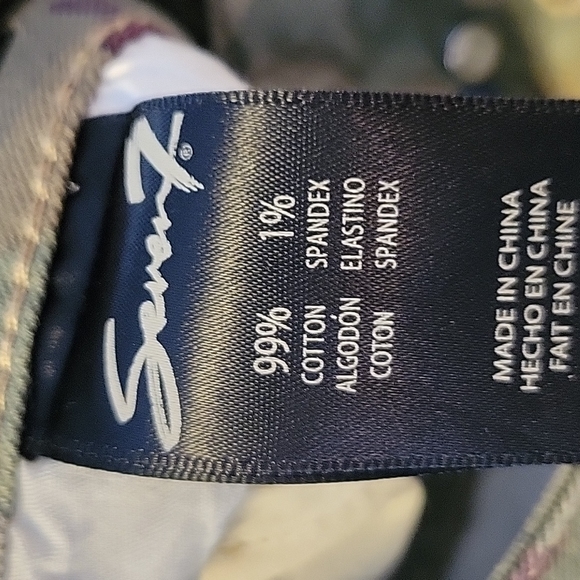 Seven7®
99% 1%
COTTON SPANDEX
ALGODÓN ELASTINO
COTON SPANDEX
MADE IN CHINA
HECHO EN CHINA
FAIT EN CHINE